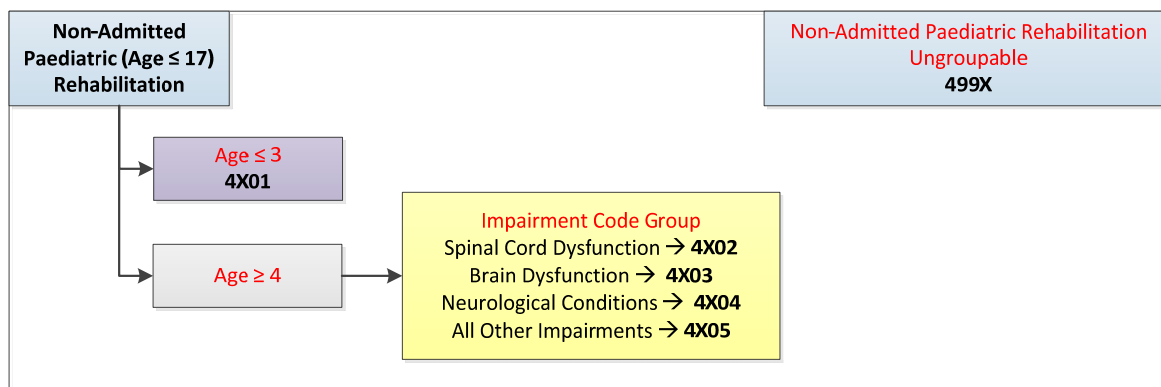 Non-Admitted
Paediatric (Age ≤ 17)
Rehabilitation
Non-Admitted Paediatric Rehabilitation
Ungroupable
499X
Age ≤ 3
4X01
Age ≥ 4
Impairment Code Group
Spinal Cord Dysfunction → 4X02
Brain Dysfunction → 4X03
Neurological Conditions → 4X04
All Other Impairments → 4X05